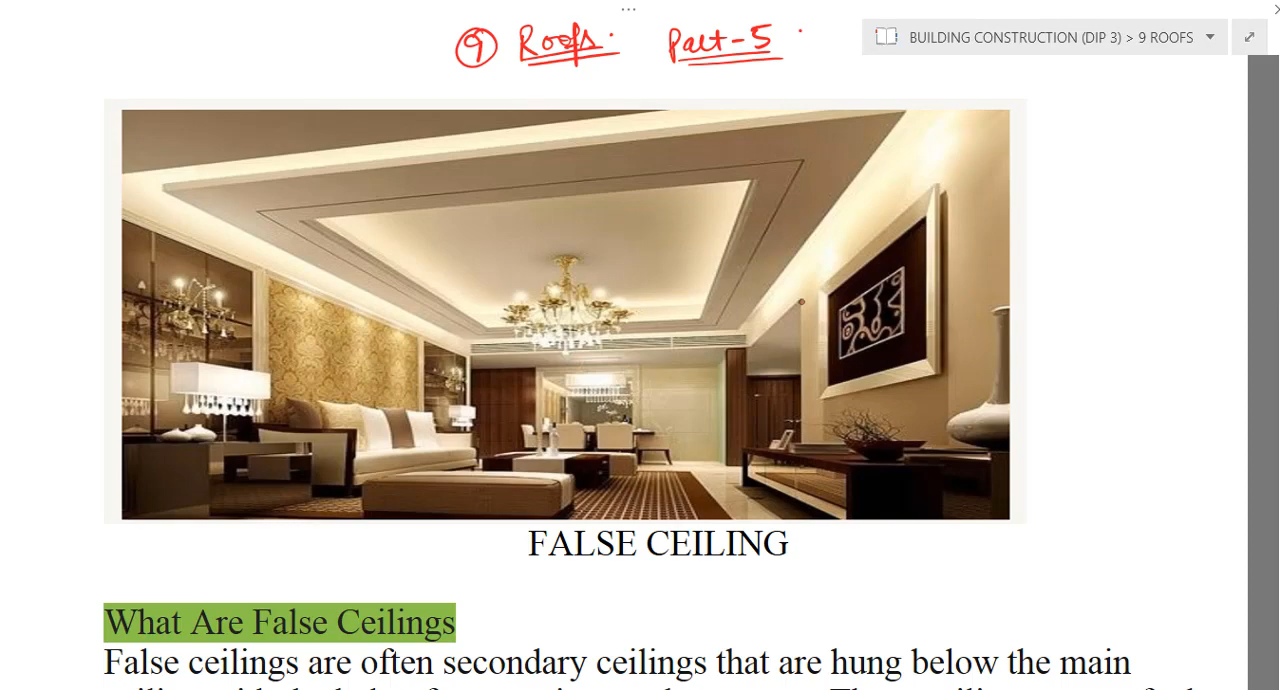 9 Roofs. Part-5
BUILDING CONSTRUCTION (DIP 3) > 9 ROOFS
FALSE CEILING
What Are False Ceilings
False ceilings are often secondary ceilings that are hung below the main